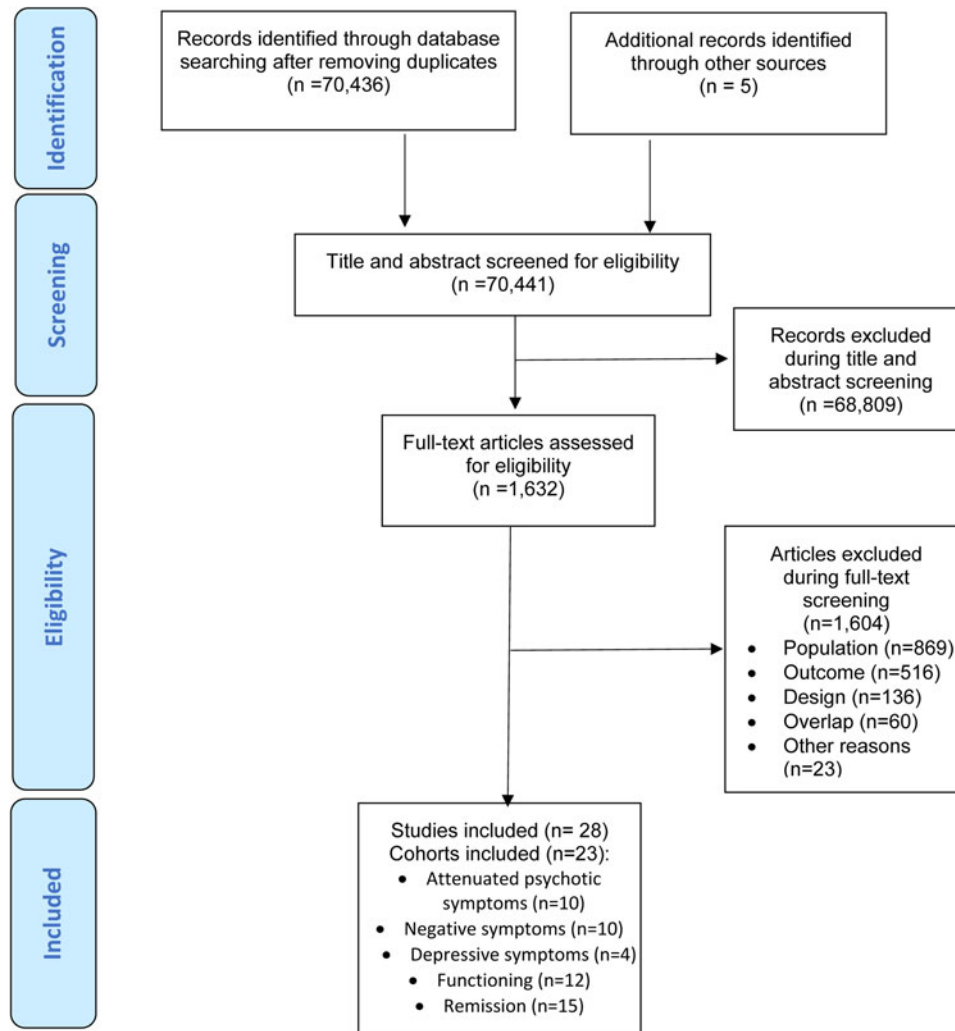 Identification
Records identified through database
searching after removing duplicates
(n =70,436)
Additional records identified
through other sources
(n = 5)
Screening
Title and abstract screened for eligibility
(n =70,441)
Records excluded
during title and
abstract screening
(n =68,809)
Eligibility
Full-text articles assessed
for eligibility
(n =1,632)
Articles excluded
during full-text
screening
(n=1,604)
• Population (n=869)
• Outcome (n=516)
• Design (n=136)
• Overlap (n=60)
• Other reasons
(n=23)
Included
Studies included (n= 28)
Cohorts included (n=23):
• Attenuated psychotic
symptoms (n=10)
• Negative symptoms (n=10)
• Depressive symptoms (n=4)
• Functioning (n=12)
• Remission (n=15)